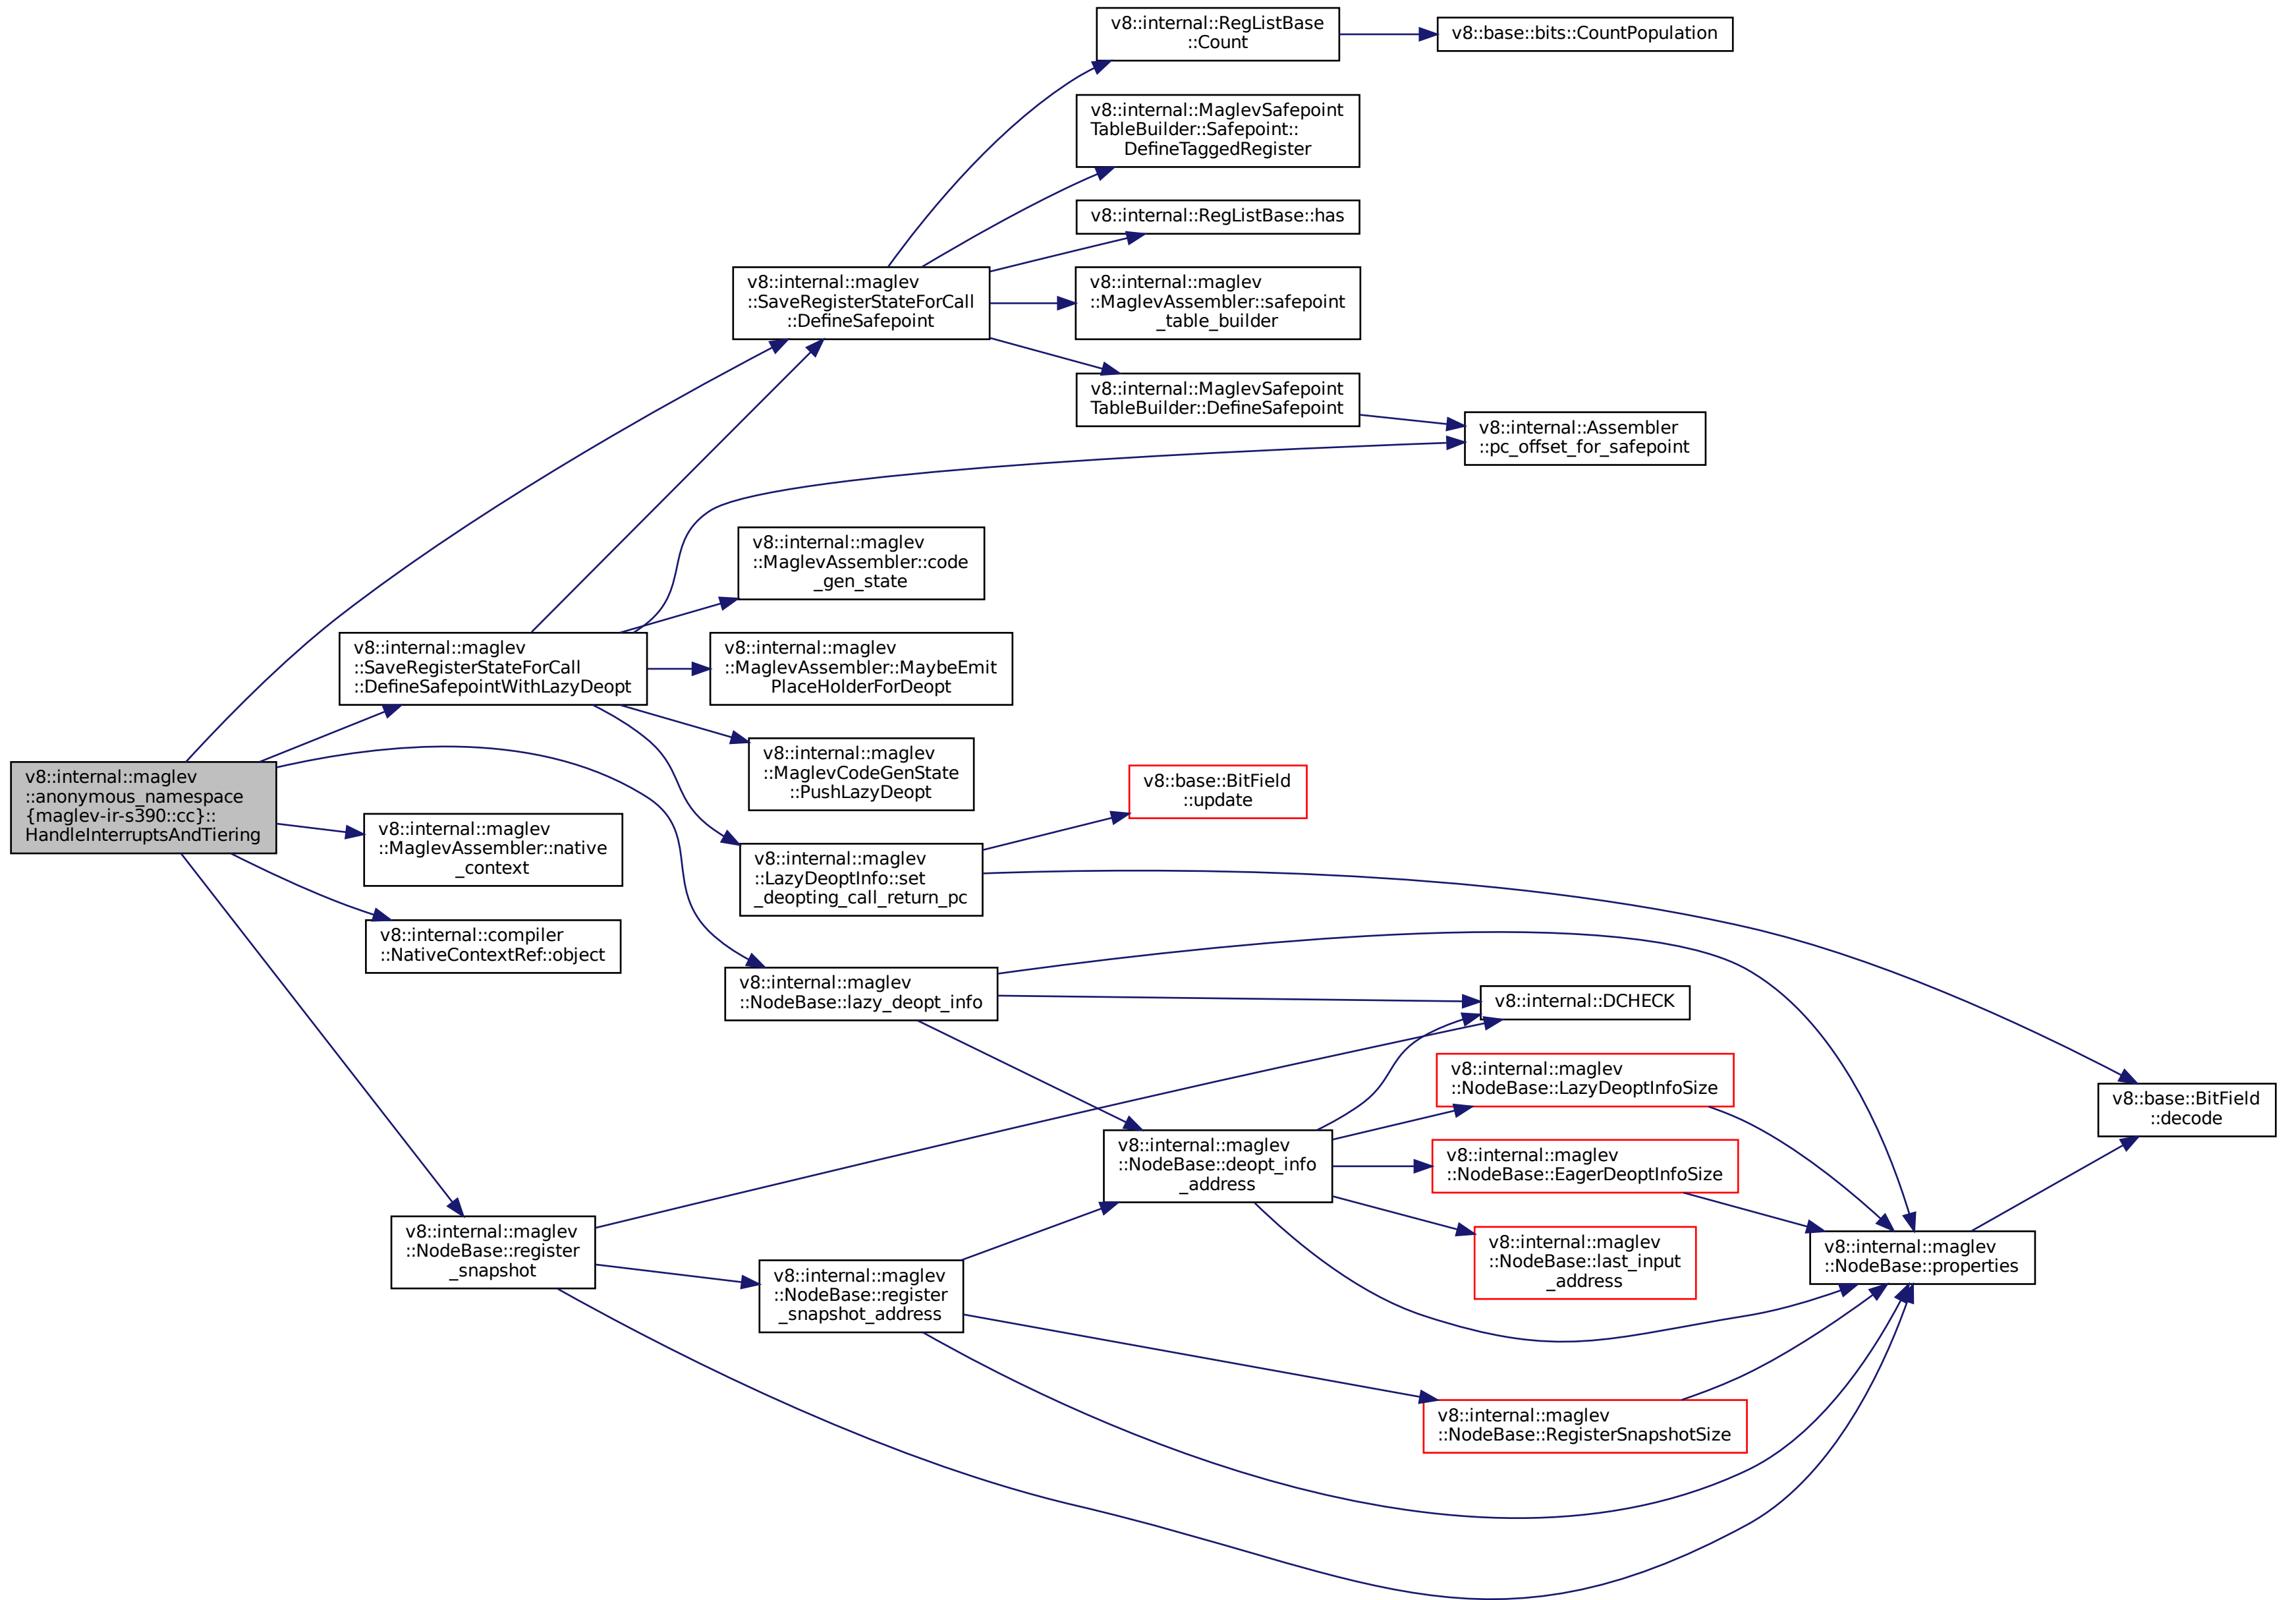 v8::internal::RegListBase
::Count
v8::base::bits::CountPopulation
v8::internal::MaglevSafepoint
TableBuilder::Safepoint::
DefineTaggedRegister
v8::internal::RegListBase::has
v8::internal::maglev
::SaveRegisterStateForCall
::DefineSafepoint
v8::internal::maglev
::MaglevAssembler::safepoint
_table_builder
v8::internal::MaglevSafepoint
TableBuilder::DefineSafepoint
v8::internal::Assembler
::pc_offset_for_safepoint
v8::internal::maglev
::MaglevAssembler::code
_gen_state
v8::internal::maglev
::SaveRegisterStateForCall
::DefineSafepointWithLazyDeopt
v8::internal::maglev
::MaglevAssembler::MaybeEmit
PlaceHolderForDeopt
v8::internal::maglev
::MaglevCodeGenState
::PushLazyDeopt
v8::internal::maglev
::anonymous_namespace
{maglev-ir-s390::cc}::
HandleInterruptsAndTiering
v8::base::BitField
::update
v8::internal::maglev
::MaglevAssembler::native
_context
v8::internal::maglev
::LazyDeoptInfo::set
_deopting_call_return_pc
v8::internal::compiler
::NativeContextRef::object
v8::internal::maglev
::NodeBase::lazy_deopt_info
v8::internal::DCHECK
v8::internal::maglev
::NodeBase::LazyDeoptInfoSize
v8::base::BitField
::decode
v8::internal::maglev
::NodeBase::deopt_info
_address
v8::internal::maglev
::NodeBase::EagerDeoptInfoSize
v8::internal::maglev
::NodeBase::register
_snapshot
v8::internal::maglev
::NodeBase::last_input
_address
v8::internal::maglev
::NodeBase::properties
v8::internal::maglev
::NodeBase::register
_snapshot_address
v8::internal::maglev
::NodeBase::RegisterSnapshotSize